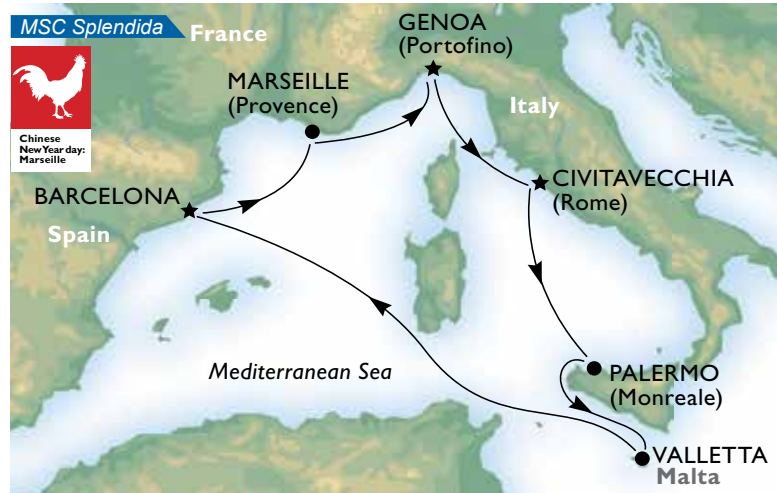 MSC Splendida
France
GENOA
(Portofino)
MARSEILLE
(Provence)
Italy
Chinese
New Year day:
Marseille
BARCELONA
CIVITAVECCHIA
(Rome)
Spain
Mediterranean Sea
PALERMO
(Monreale)
VALLETTA
Malta